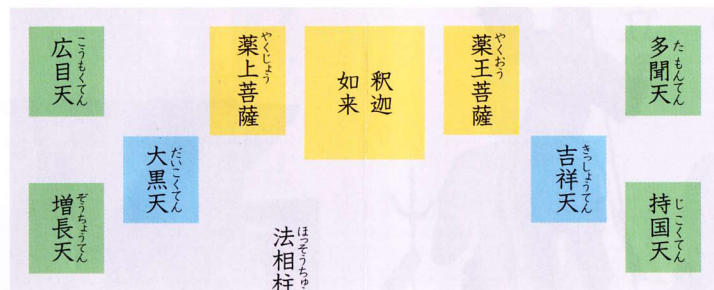 多聞天
たもんてん
持国天
じこくてん
吉祥天
きっしょうてん
薬王菩薩
やくおう
釈迦
如来
薬上菩薩
やくじょう
法相柱
ほっそうちゅう
大黒天
だいこくてん
広目天
こうもくてん
増長天
ぞうちょうてん